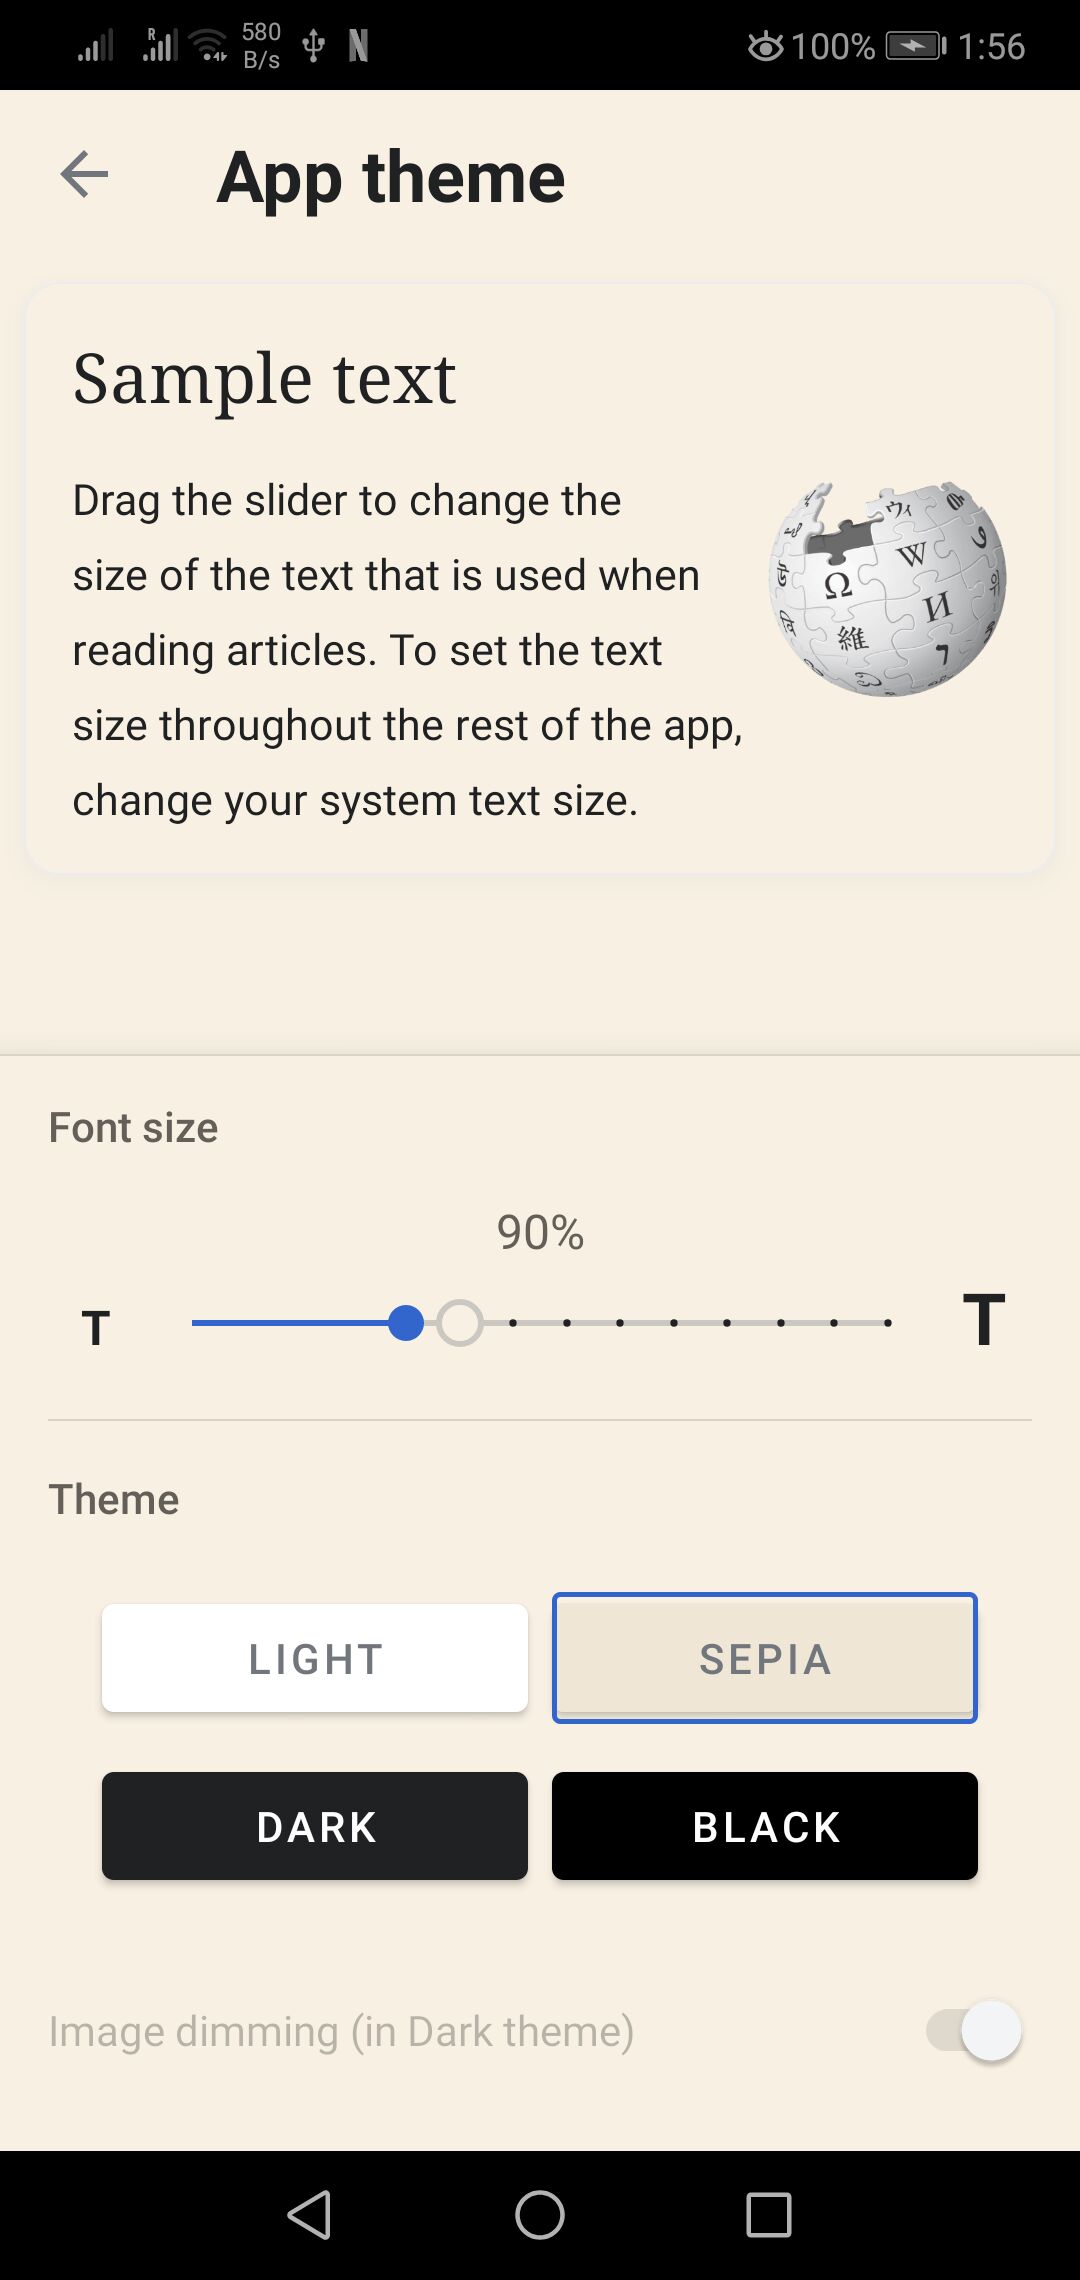 580
B/s
100%
1:56
App theme
Sample text
Drag the slider to change the
size of the text that is used when
reading articles. To set the text
size throughout the rest of the app,
change your system text size.
Ω
W
И
維
ウィ
Font size
90%
T
T
Theme
LIGHT
SEPIA
DARK
BLACK
Image dimming (in Dark theme)